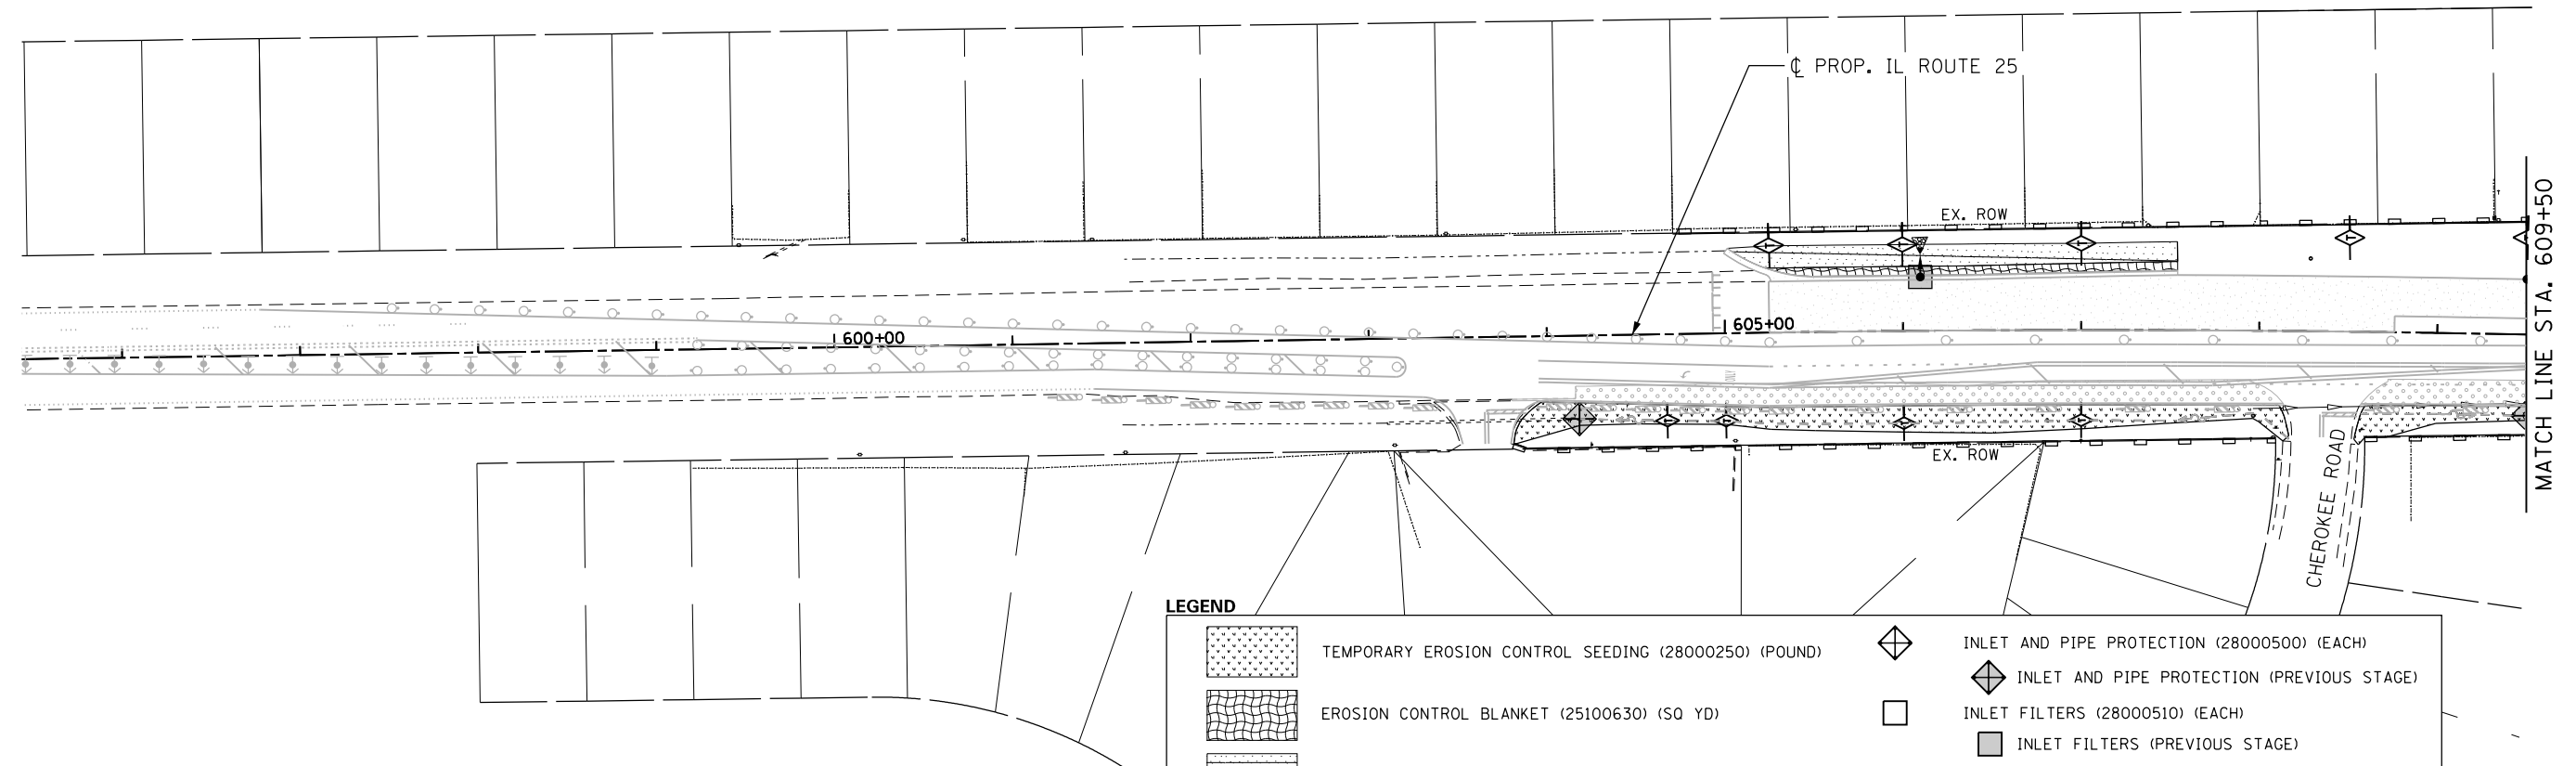 ℄ PROP. IL ROUTE 25
EX. ROW
600+00
605+00
EX. ROW
CHEROKEE ROAD
MATCH LINE STA. 609+50
ONLY
LEGEND
TEMPORARY EROSION CONTROL SEEDING (28000250) (POUND)
EROSION CONTROL BLANKET (25100630) (SQ YD)
INLET AND PIPE PROTECTION (28000500) (EACH)
INLET AND PIPE PROTECTION (PREVIOUS STAGE)
INLET FILTERS (28000510) (EACH)
INLET FILTERS (PREVIOUS STAGE)